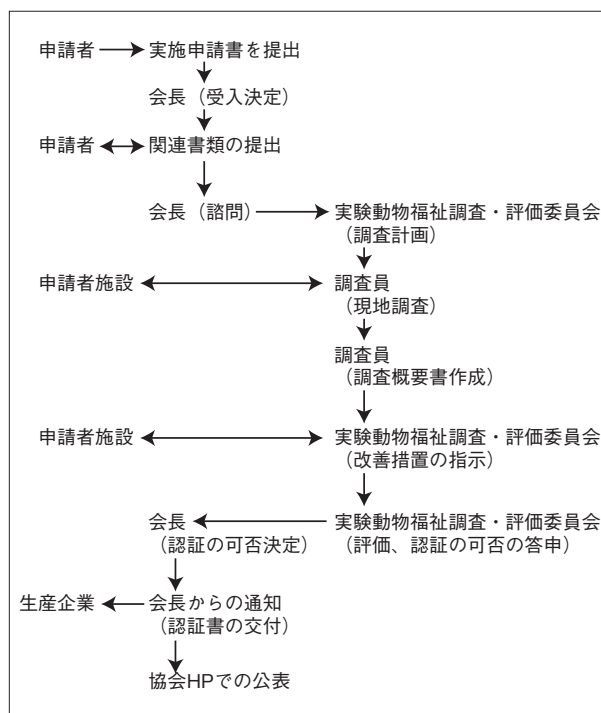 申請者 実施申請書を提出
会長（受入決定）
申請者 関連書類の提出
会長（諮問） 実験動物福祉調査・評価委員会
（調査計画）
申請者施設 調査員
（現地調査）
調査員
（調査概要書作成）
申請者施設 実験動物福祉調査・評価委員会
（改善措置の指示）
会長 実験動物福祉調査・評価委員会
（認証の可否決定） （評価、認証の可否の答申）
生産企業 会長からの通知
（認証書の交付）
協会HPでの公表